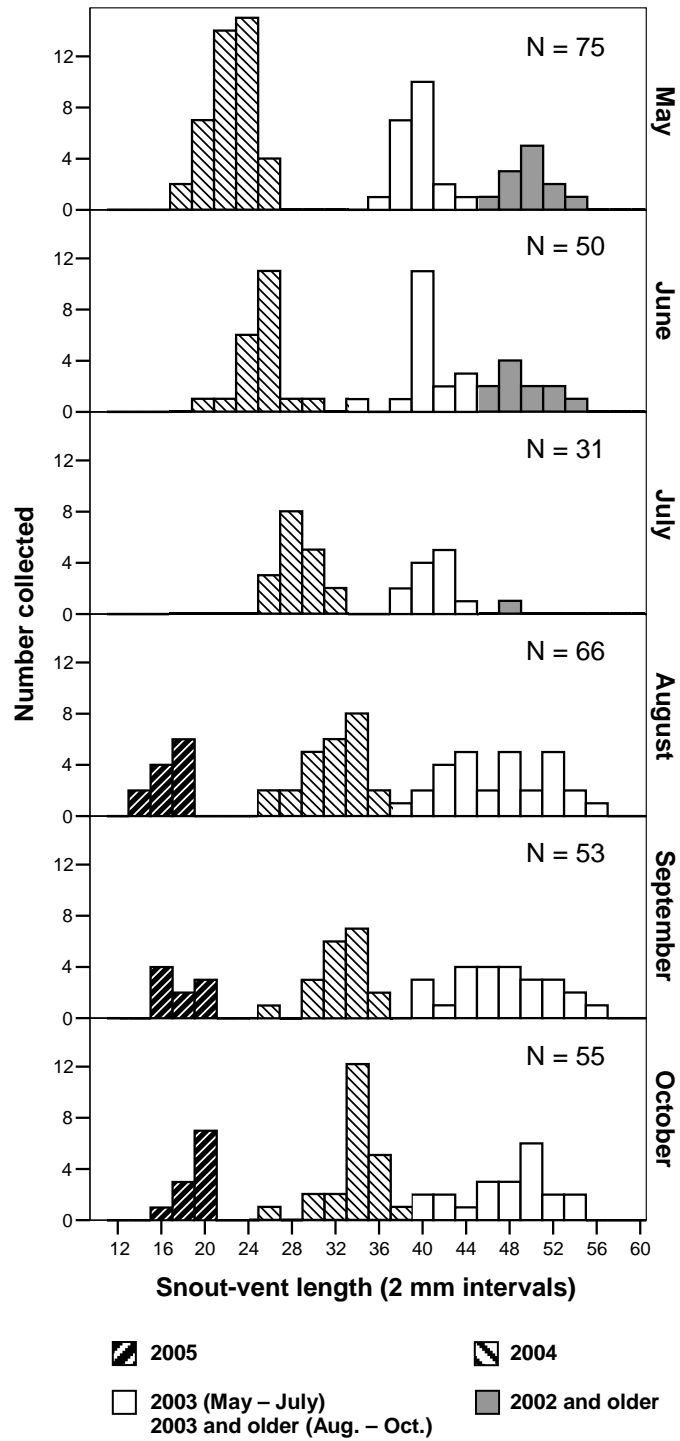 12
8
4
0
N = 75
May
12
8
4
0
N = 50
June
12
8
4
0
N = 31
July
Number collected
12
8
4
0
N = 66
August
12
8
4
0
N = 53
September
12
8
4
0
N = 55
October
12 16 20 24 28 32 36 40 44 48 52 56 60
Snout-vent length (2 mm intervals)
2005
2004
2003 (May – July)
2003 and older (Aug. – Oct.)
2002 and older